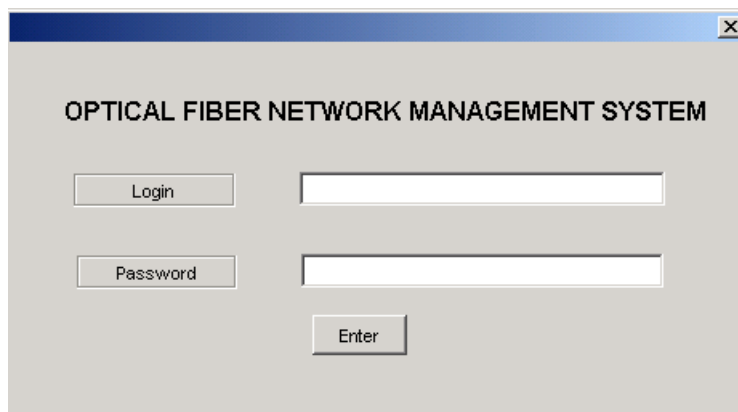 OPTICAL FIBER NETWORK MANAGEMENT SYSTEM
Login
Password
Enter